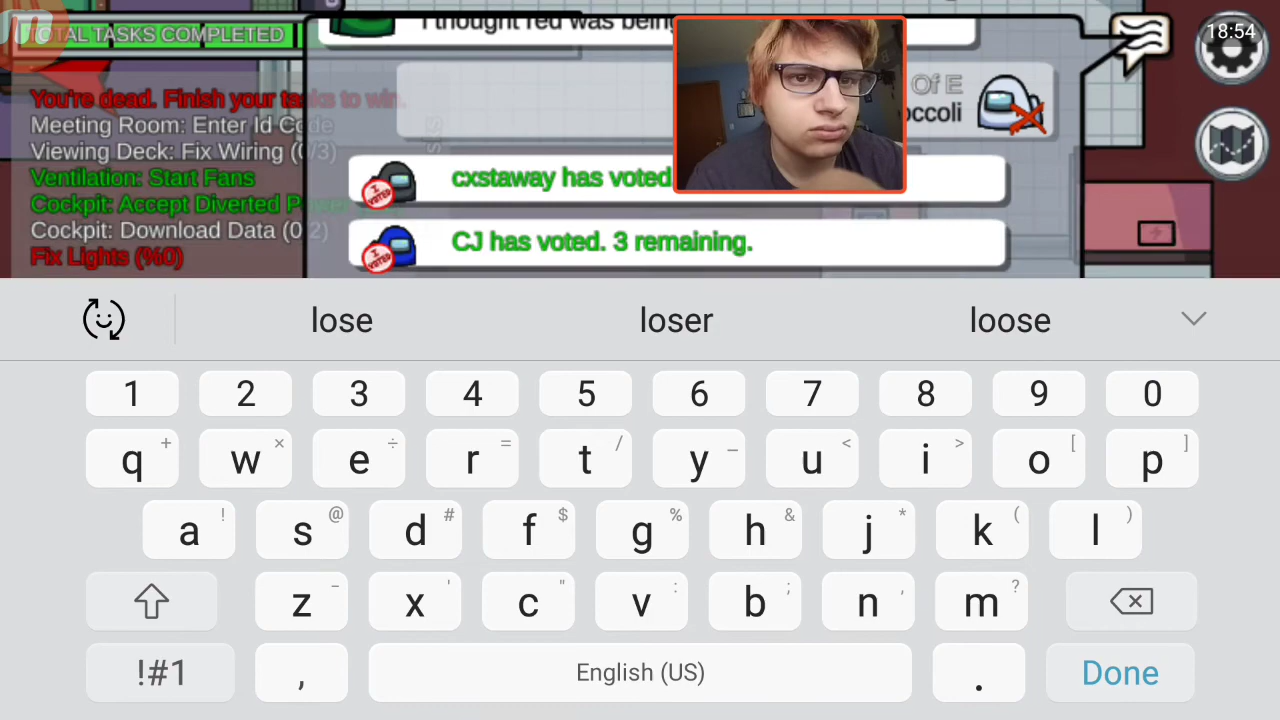 TOTAL TASKS COMPLETED
I thought red was being
18:54
You're dead. Finish your tasks to win.
Of E
Meeting Room: Enter Id Code
occoli
Viewing Deck: Fix Wiring (0/3)
Ventilation: Start Fans
cxstaway has voted
Cockpit: Accept Diverted
Cockpit: Download Data (0/2)
CJ has voted. 3 remaining.
Fix Lights (%0)
lose loser loose
1 2 3 4 5 6 7 8 9 0
q + w × e ÷ r = t / y _ u < i > o [ p ]
a ! s @ d # f $ g % h & j * k ( l )
z - x ' c " v : b ; n , m ?
!#1 , English (US) . Done